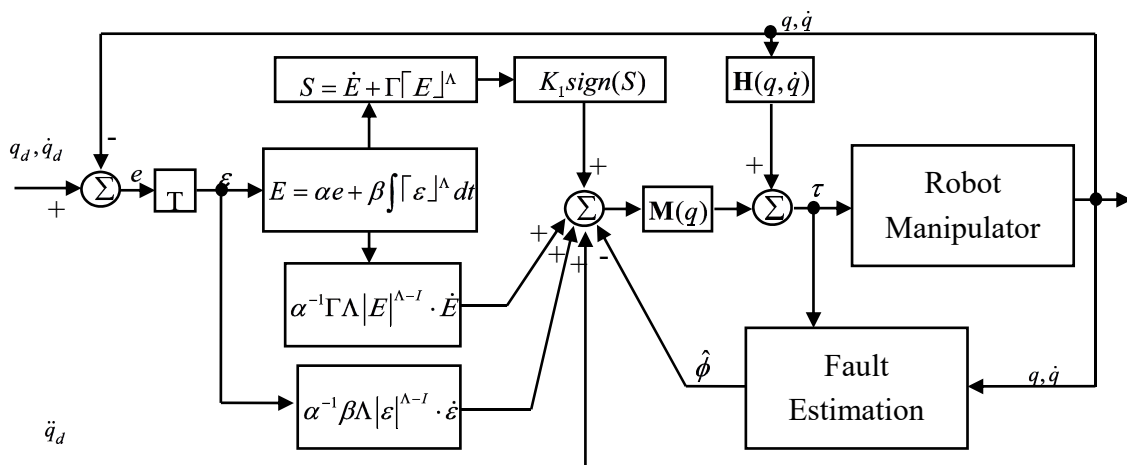 q, q̇
S = Ė + Γ⌈E⌋^Λ
K₁sign(S)
H(q, q̇)
-
q_d, q̇_d
+
Σ
e
T
ε
E = αe + β∫⌈ε⌋^Λ dt
+
Σ
M(q)
+
Σ
τ
Robot
Manipulator
+
+
+
-
α⁻¹ΓΛ|E|^(Λ−I) · Ė
α⁻¹βΛ|ε|^(Λ−I) · ε̇
ϕ̂
Fault
Estimation
q, q̇
q̈_d